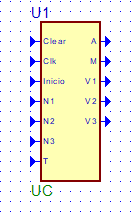 U1
Clear A
Clk M
Inicio V1
N1 V2
N2 V3
N3
T
UC